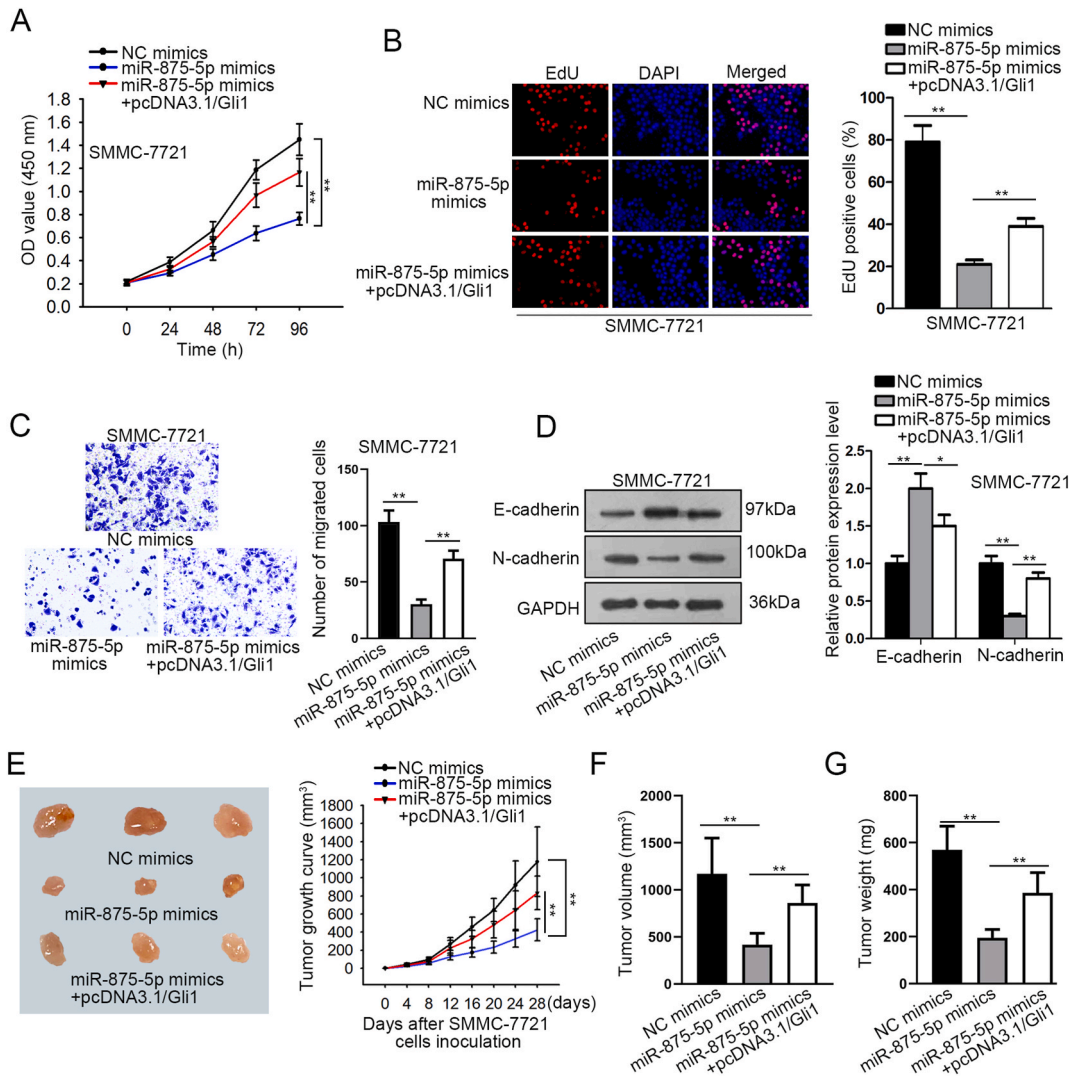 A
NC mimics
miR-875-5p mimics
miR-875-5p mimics
+pcDNA3.1/Gli1
SMMC-7721
OD value (450 nm)
1.8
1.6
1.4
1.2
1.0
0.8
0.6
0.4
0.2
0.0
**
**
0 24 48 72 96
Time (h)
B
EdU DAPI Merged
NC mimics
miR-875-5p
mimics
miR-875-5p mimics
+pcDNA3.1/Gli1
SMMC-7721
NC mimics
miR-875-5p mimics
miR-875-5p mimics
+pcDNA3.1/Gli1
EdU positive cells (%)
100
80
60
40
20
0
**
**
SMMC-7721
C
SMMC-7721
NC mimics
miR-875-5p
mimics
miR-875-5p mimics
+pcDNA3.1/Gli1
SMMC-7721
Number of migrated cells
150
100
50
0
**
**
NC mimics
miR-875-5p mimics
miR-875-5p mimics
+pcDNA3.1/Gli1
D
SMMC-7721
E-cadherin 97kDa
N-cadherin 100kDa
GAPDH 36kDa
NC mimics
miR-875-5p mimics
miR-875-5p mimics
+pcDNA3.1/Gli1
NC mimics
miR-875-5p mimics
miR-875-5p mimics
+pcDNA3.1/Gli1
SMMC-7721
Relative protein expression level
2.5
2.0
1.5
1.0
0.5
0.0
** *
**
**
E-cadherin N-cadherin
E
NC mimics
miR-875-5p mimics
miR-875-5p mimics
+pcDNA3.1/Gli1
NC mimics
miR-875-5p mimics
miR-875-5p mimics
+pcDNA3.1/Gli1
Tumor growth curve (mm³)
1800
1600
1400
1200
1000
800
600
400
200
0
**
**
0 4 8 12 16 20 24 28 (days)
Days after SMMC-7721
cells inoculation
F
Tumor volume (mm³)
2000
1500
1000
500
0
**
**
NC mimics
miR-875-5p mimics
miR-875-5p mimics
+pcDNA3.1/Gli1
G
Tumor weight (mg)
800
600
400
200
0
**
**
NC mimics
miR-875-5p mimics
miR-875-5p mimics
+pcDNA3.1/Gli1